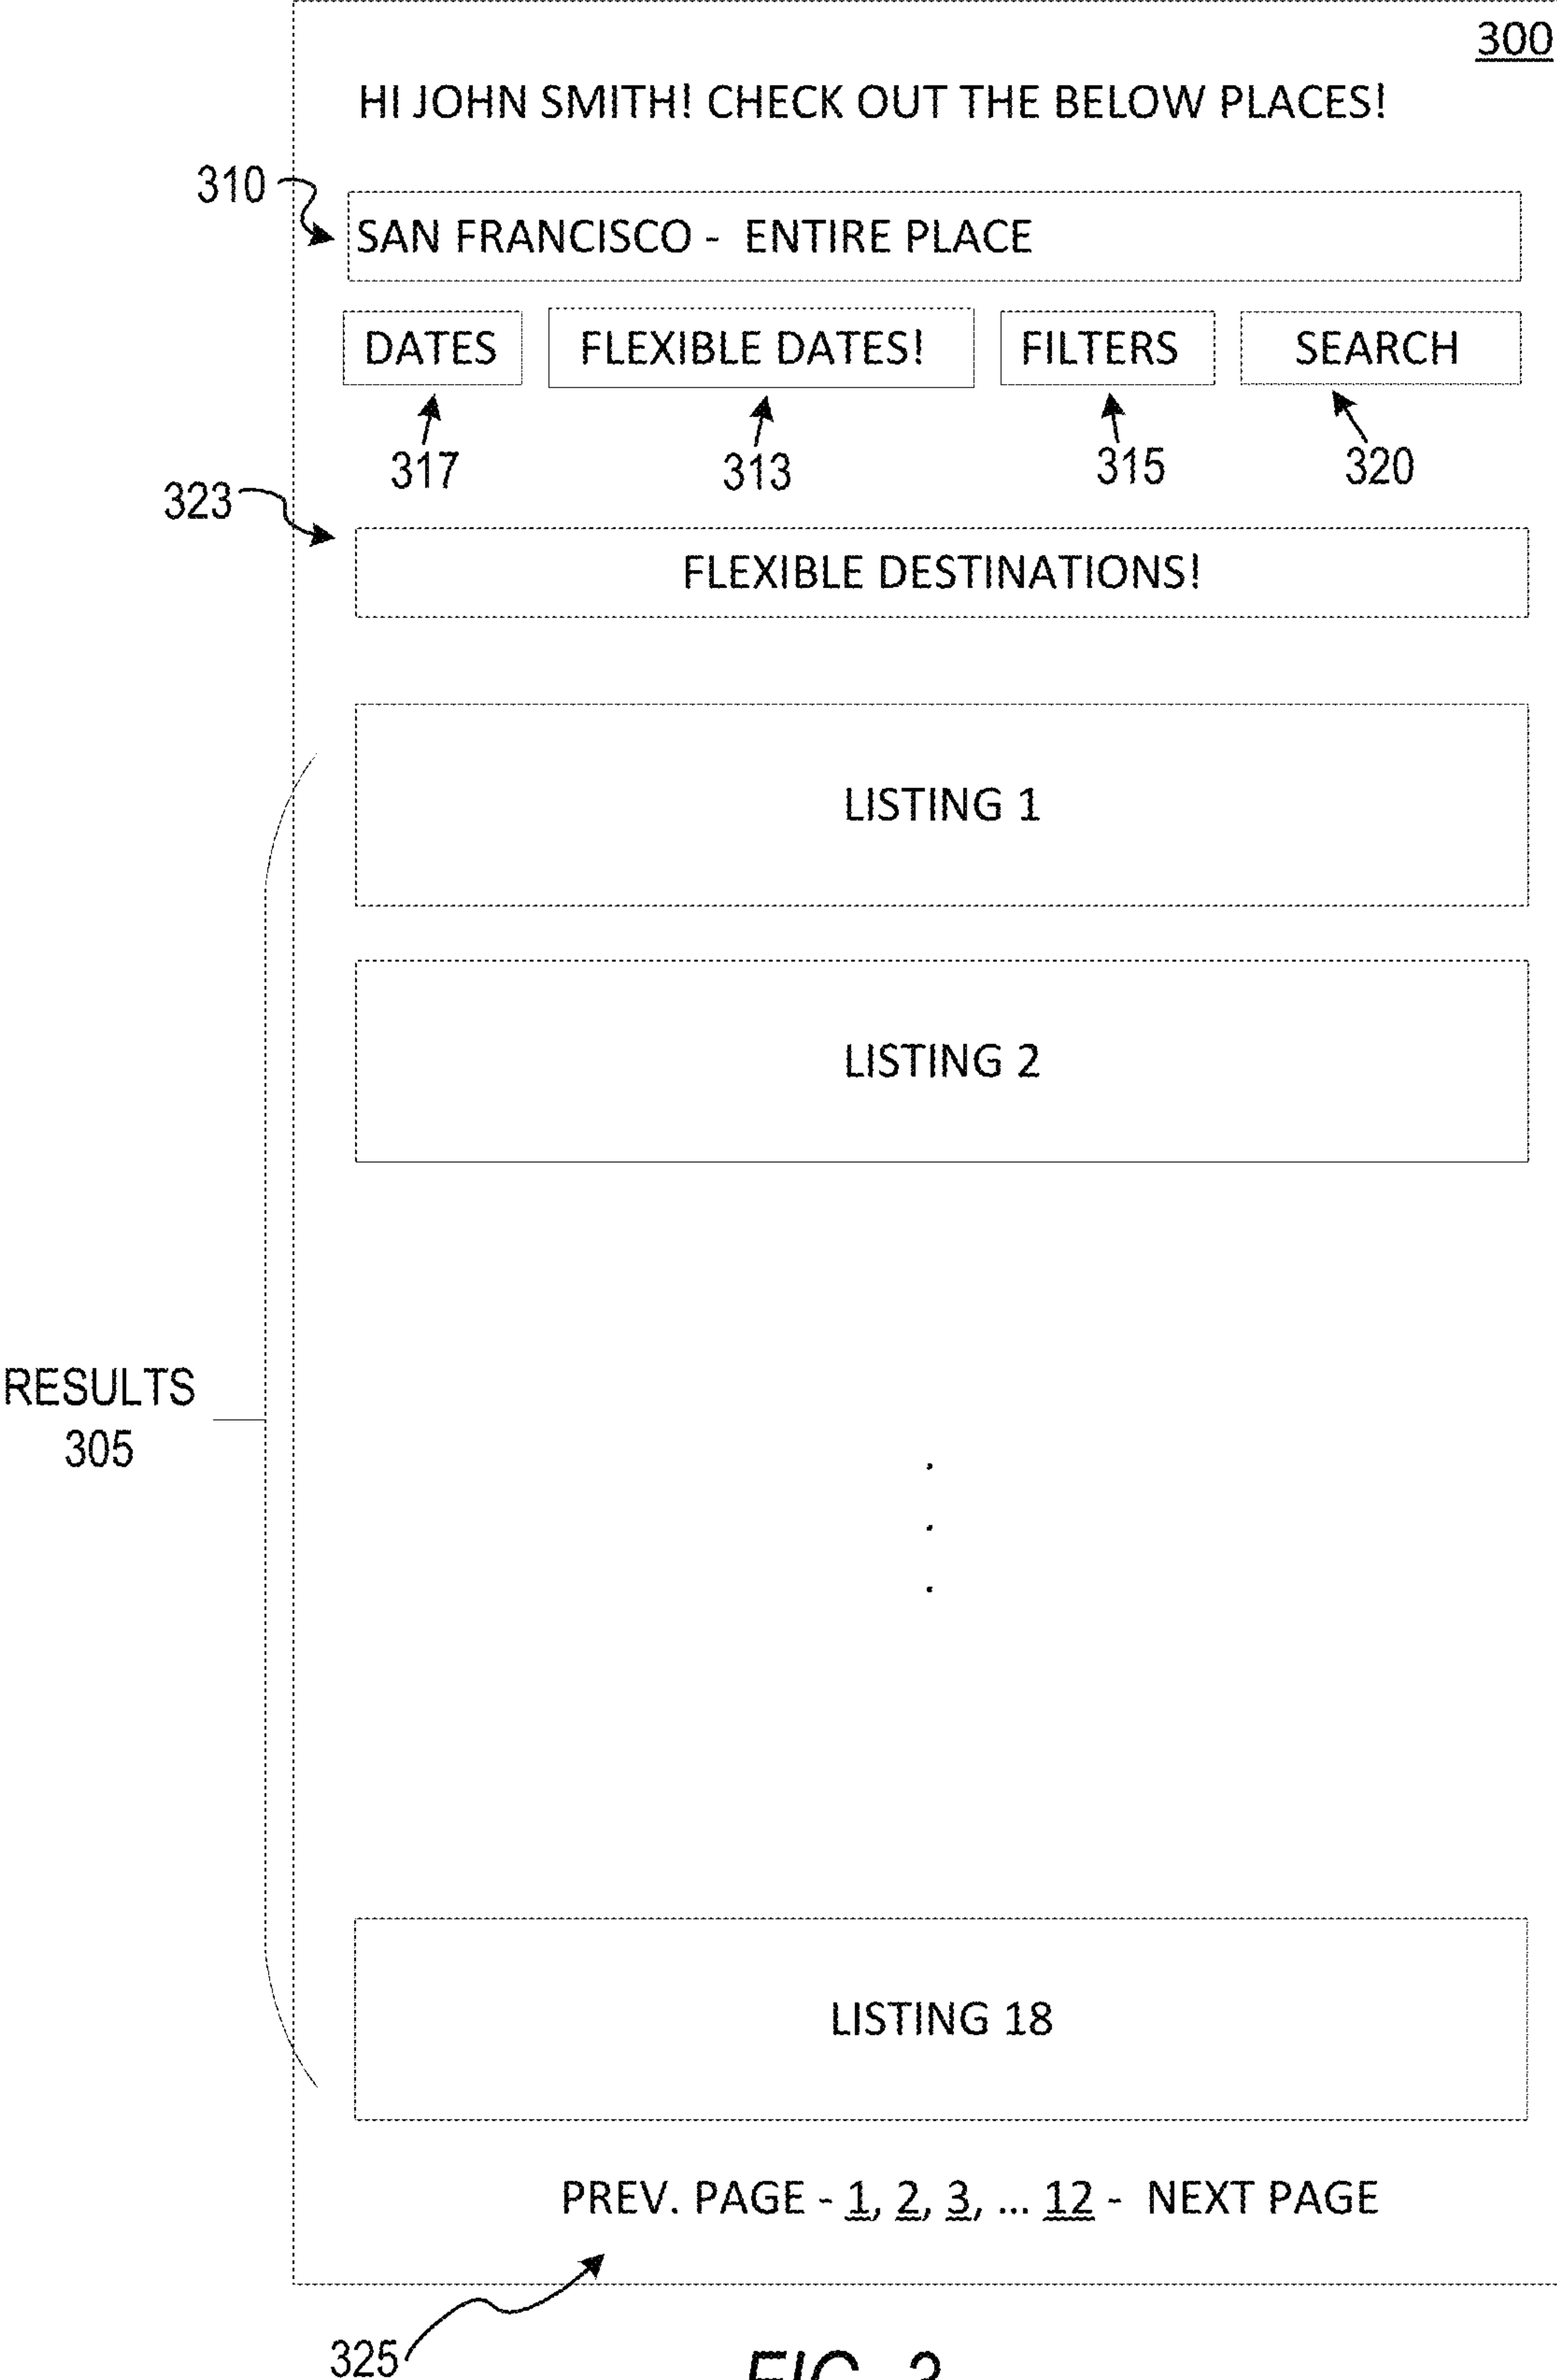 300
HI JOHN SMITH! CHECK OUT THE BELOW PLACES!
310
SAN FRANCISCO - ENTIRE PLACE
DATES FLEXIBLE DATES! FILTERS SEARCH
317 313 315 320
323
FLEXIBLE DESTINATIONS!
LISTING 1
LISTING 2
RESULTS
305
.
.
.
LISTING 18
PREV. PAGE - 1, 2, 3, ... 12 - NEXT PAGE
325
FIG.